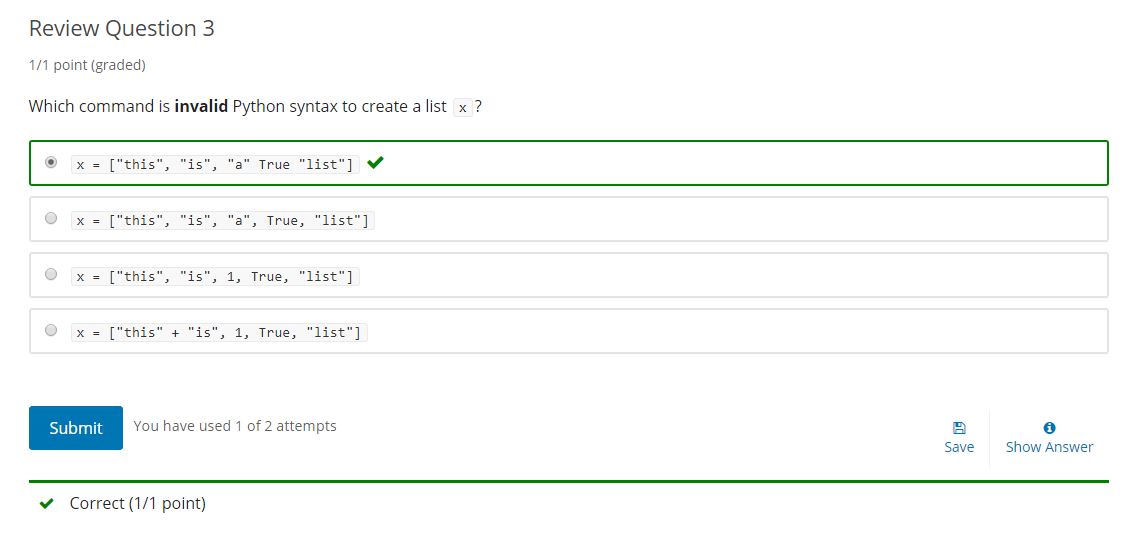 Review Question 3
1/1 point (graded)
Which command is invalid Python syntax to create a list x ?
x = ["this", "is", "a" True "list"]
x = ["this", "is", "a", True, "list"]
x = ["this", "is", 1, True, "list"]
x = ["this" + "is", 1, True, "list"]
Submit You have used 1 of 2 attempts
Save Show Answer
Correct (1/1 point)